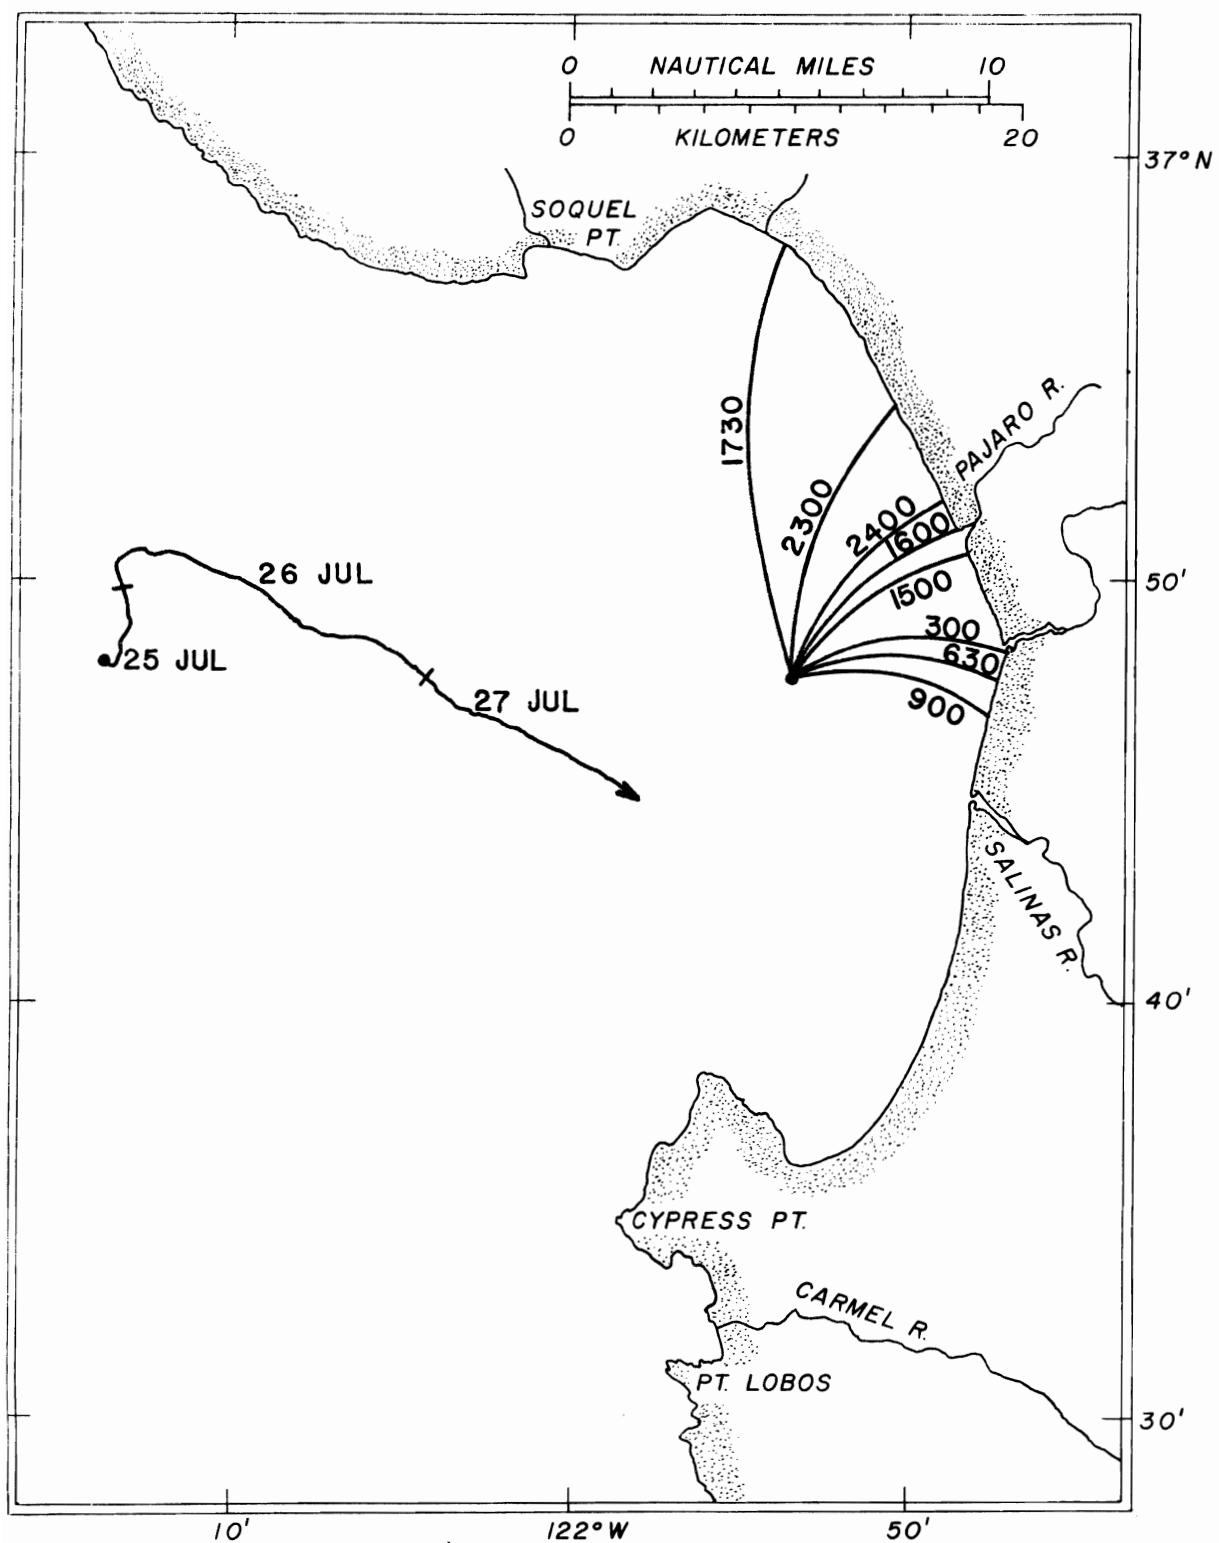 0 NAUTICAL MILES 10
0 KILOMETERS 20
37°N
SOQUEL
PT.
PAJARO R.
1730
2300
2400
1600
1500
26 JUL
50'
300
630
25 JUL
900
27 JUL
SALINAS R.
40'
CYPRESS PT.
CARMEL R.
PT. LOBOS
30'
10' 122°W 50'